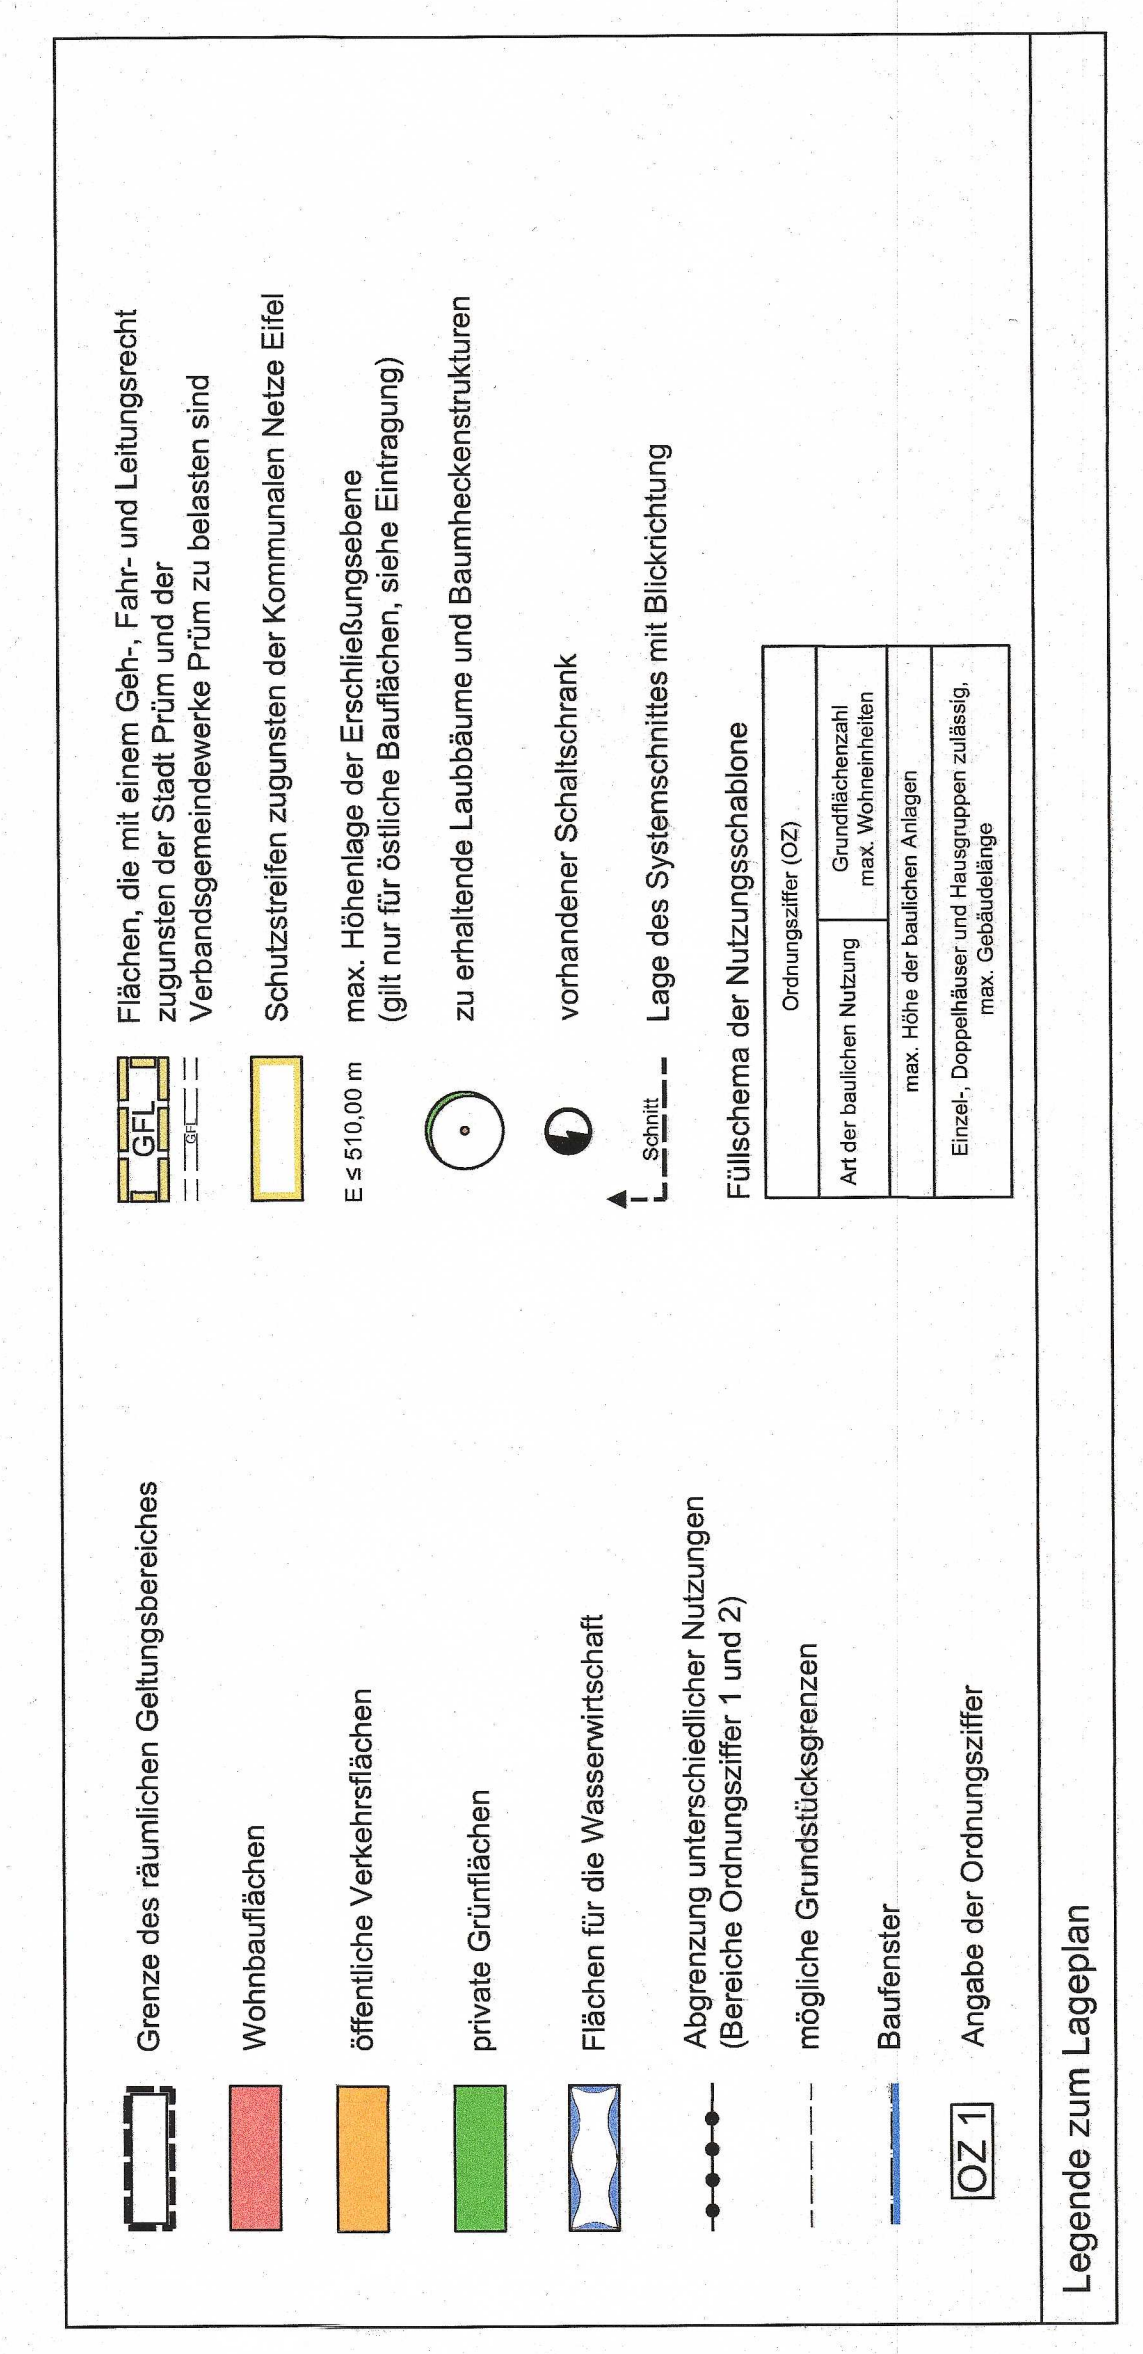 Grenze des räumlichen Geltungsbereiches
Wohnbauflächen
öffentliche Verkehrsflächen
private Grünflächen
Flächen für die Wasserwirtschaft
Abgrenzung unterschiedlicher Nutzungen
(Bereiche Ordnungsziffer 1 und 2)
mögliche Grundstücksgrenzen
Baufenster
OZ 1
Angabe der Ordnungsziffer
GFL
GFL
Flächen, die mit einem Geh-, Fahr- und Leitungsrecht
zugunsten der Stadt Prüm und der
Verbandsgemeindewerke Prüm zu belasten sind
Schutzstreifen zugunsten der Kommunalen Netze Eifel
E ≤ 510,00 m
max. Höhenlage der Erschließungsebene
(gilt nur für östliche Bauflächen, siehe Eintragung)
zu erhaltende Laubbäume und Baumheckenstrukturen
vorhandener Schaltschrank
Schnitt
Lage des Systemschnittes mit Blickrichtung
Füllschema der Nutzungsschablone
Ordnungsziffer (OZ)
Art der baulichen Nutzung
Grundflächenzahl
max. Wohneinheiten
max. Höhe der baulichen Anlagen
Einzel-, Doppelhäuser und Hausgruppen zulässig,
max. Gebäudelänge
Legende zum Lageplan